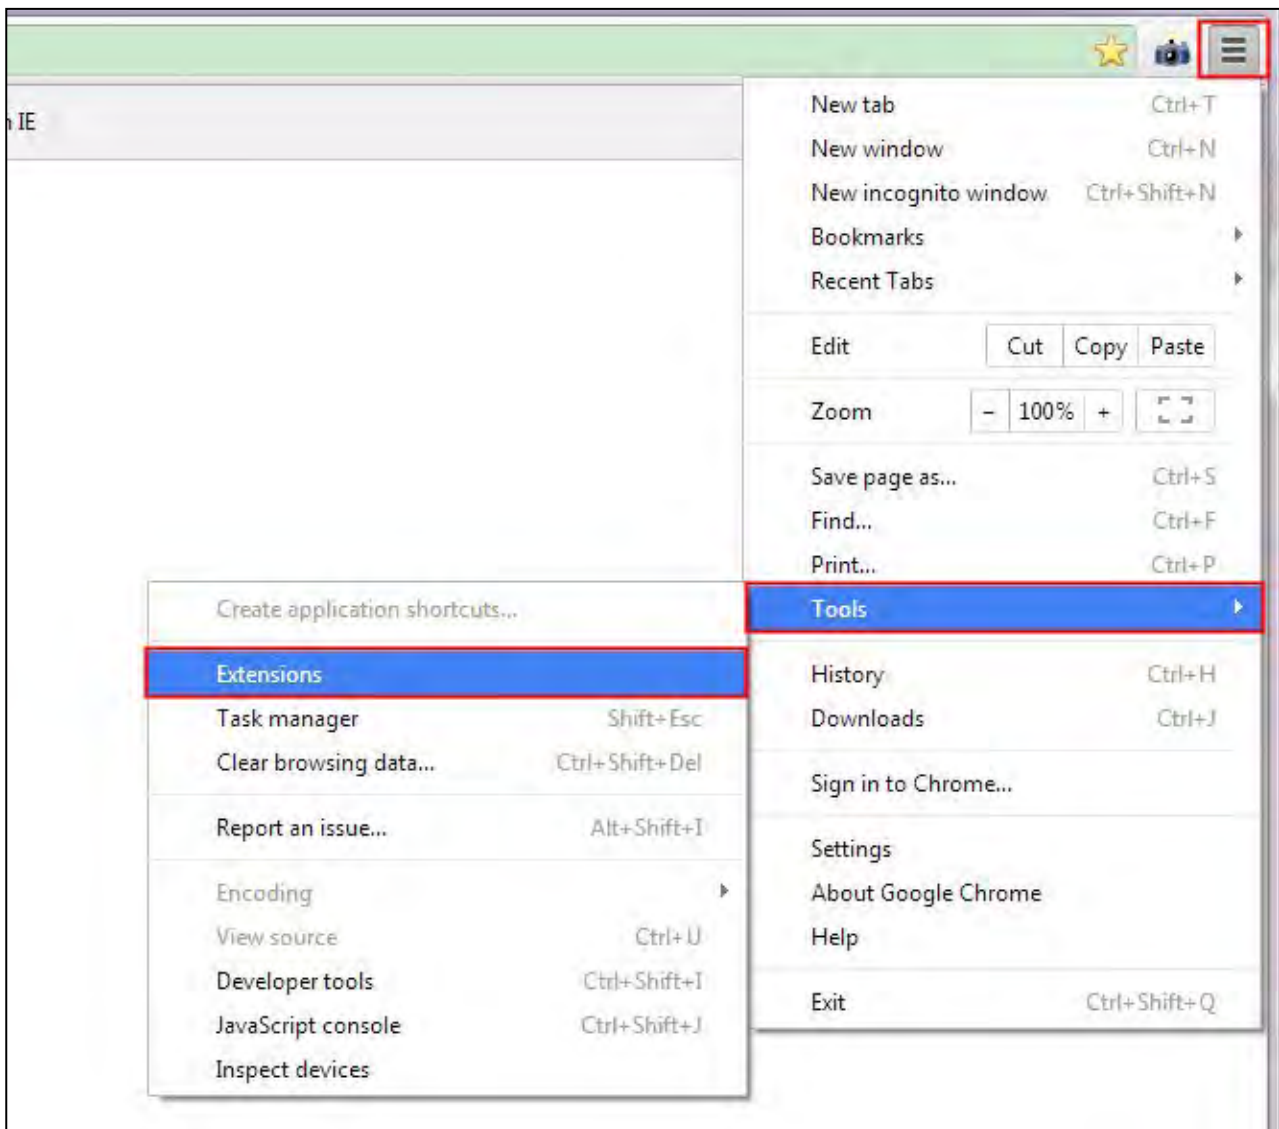 n IE
New tab Ctrl+T
New window Ctrl+N
New incognito window Ctrl+Shift+N
Bookmarks
Recent Tabs
Edit Cut Copy Paste
Zoom - 100% +
Save page as... Ctrl+S
Find... Ctrl+F
Print... Ctrl+P
Tools
History Ctrl+H
Downloads Ctrl+J
Sign in to Chrome...
Settings
About Google Chrome
Help
Exit Ctrl+Shift+Q
Create application shortcuts...
Extensions
Task manager Shift+Esc
Clear browsing data... Ctrl+Shift+Del
Report an issue... Alt+Shift+I
Encoding
View source Ctrl+U
Developer tools Ctrl+Shift+I
JavaScript console Ctrl+Shift+J
Inspect devices